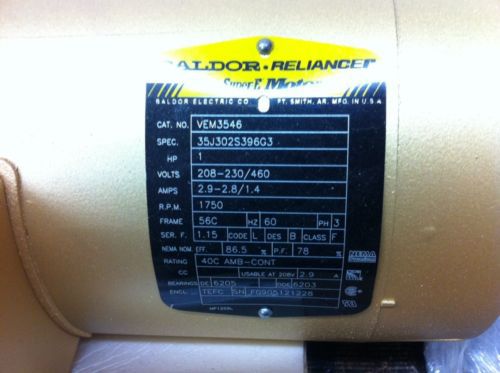 BALDOR·RELIANCE
Super-E Motor
BALDOR ELECTRIC CO FT. SMITH, AR. MFG. IN U.S.A
CAT. NO. VEM3546
SPEC. 35J302S396G3
HP 1
VOLTS 208-230/460
AMPS 2.9-2.8/1.4
R.P.M. 1750
FRAME 56C HZ 60 PH 3
SER. F. 1.15 CODE L DES B CLASS F
NEMA NOM. EFF. 86.5 % P.F. 78 %
RATING 40C AMB-CONT
CC USABLE AT 208V 2.9 A
BEARINGS DE 6205 ODE 6203
ENCL. TEFC SN F0905121228
NEMA
Premium